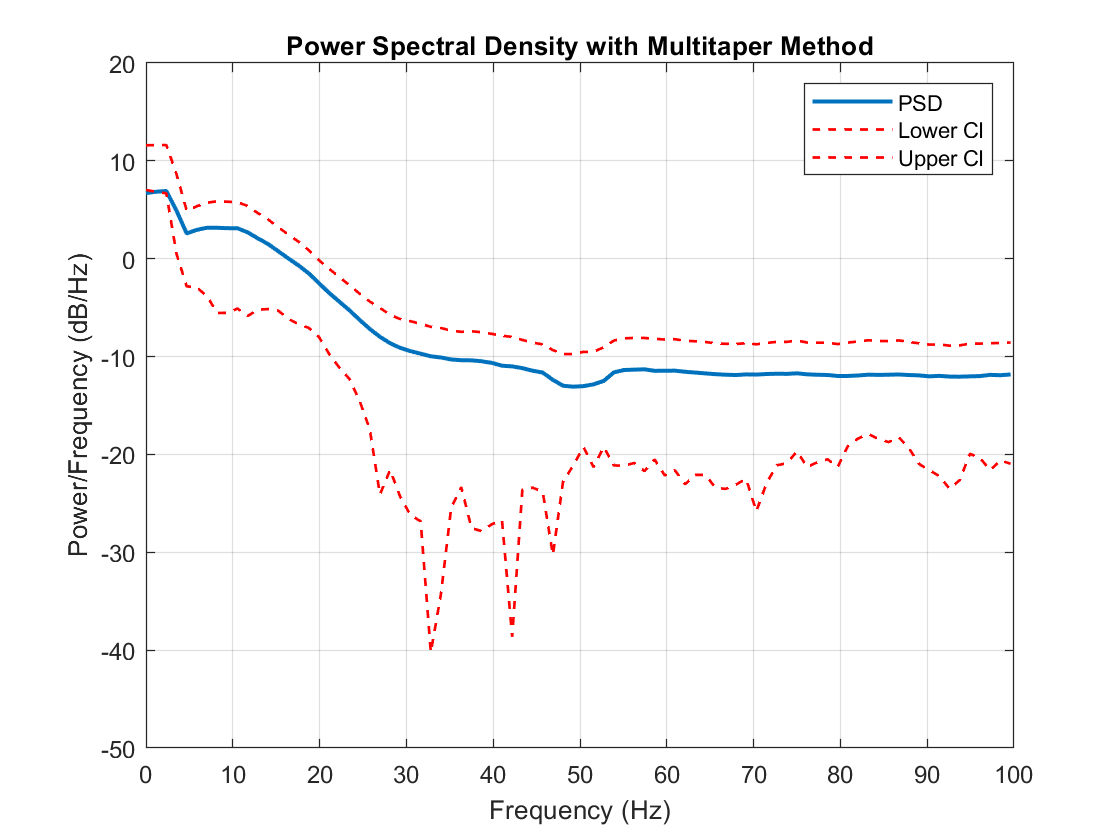 Power Spectral Density with Multitaper Method
20
10
0
-10
-20
-30
-40
-50
Power/Frequency (dB/Hz)
PSD
Lower CI
Upper CI
0 10 20 30 40 50 60 70 80 90 100
Frequency (Hz)